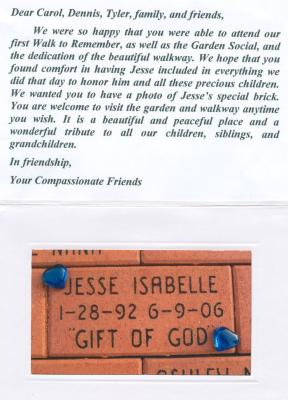 Dear Carol, Dennis, Tyler, family, and friends,
We were so happy that you were able to attend our
first Walk to Remember, as well as the Garden Social, and
the dedication of the beautiful walkway. We hope that you
found comfort in having Jesse included in everything we
did that day to honor him and all these precious children.
We wanted you to have a photo of Jesse's special brick.
You are welcome to visit the garden and walkway anytime
you wish. It is a beautiful and peaceful place and a
wonderful tribute to all our children, siblings, and
grandchildren.
In friendship,
Your Compassionate Friends
JESSE ISABELLE
1-28-92 6-9-06
"GIFT OF GOD"
ASHLEY